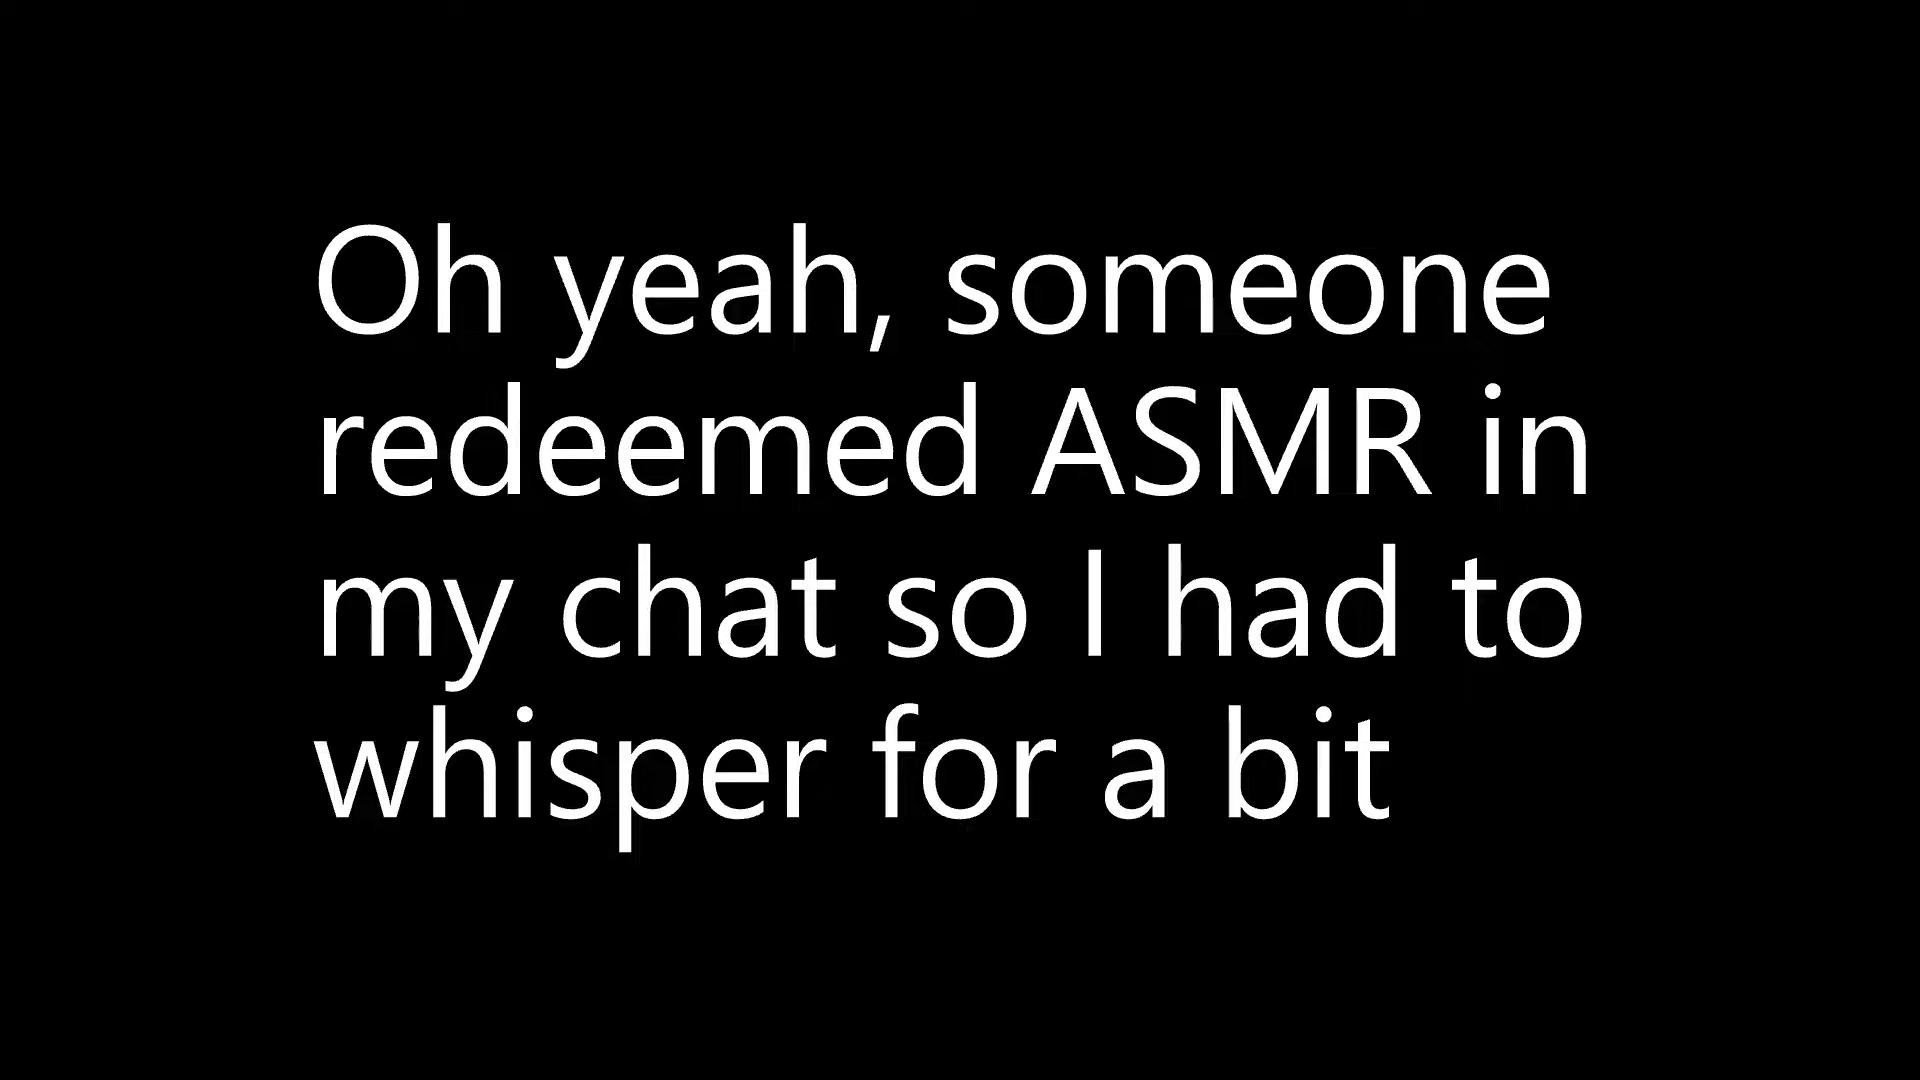 Oh yeah, someone
redeemed ASMR in
my chat so I had to
whisper for a bit